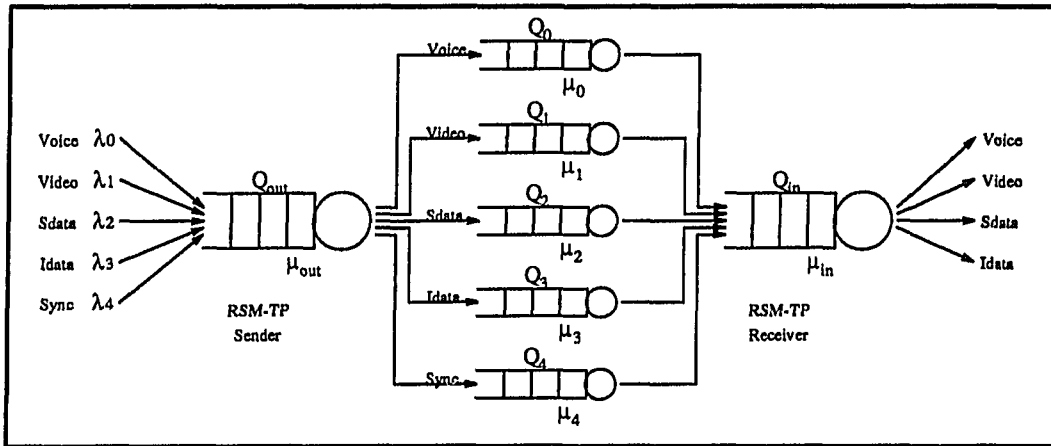 Voice λ0
Video λ1
Sdata λ2
Idata λ3
Sync λ4
Qout
μout
RSM-TP
Sender
Voice
Q0
μ0
Video
Q1
μ1
Sdata
Q2
μ2
Idata
Q3
μ3
Sync
Q4
μ4
Qin
μin
RSM-TP
Receiver
Voice
Video
Sdata
Idata